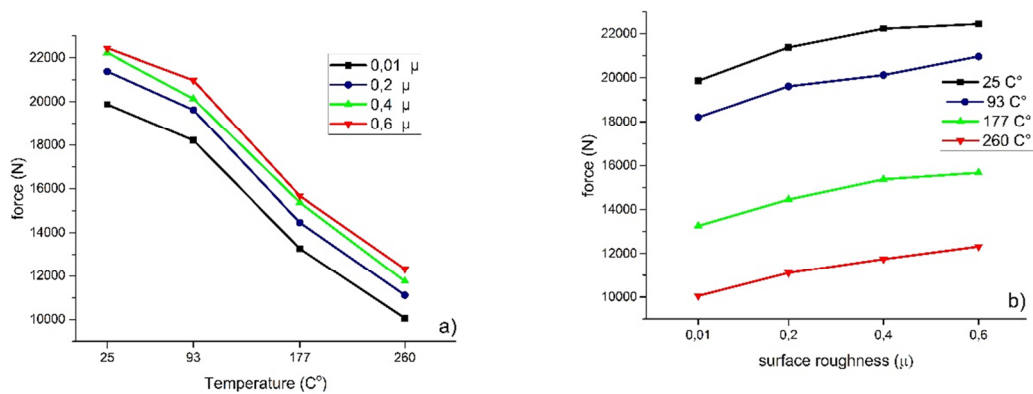 22000
20000
18000
16000
14000
12000
10000
force (N)
25
93
177
260
Temperature (C°)
0,01 μ
0,2 μ
0,4 μ
0,6 μ
a)
22000
20000
18000
16000
14000
12000
10000
force (N)
0,01
0,2
0,4
0,6
surface roughness (μ)
25 C°
93 C°
177 C°
260 C°
b)